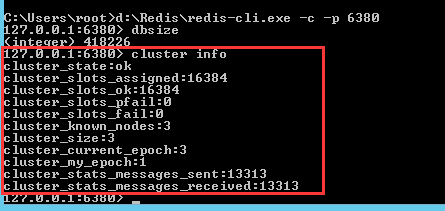 C:\Users\root>d:\Redis\redis-cli.exe -c -p 6380
127.0.0.1:6380> dbsize
(integer) 418226
127.0.0.1:6380> cluster info
cluster_state:ok
cluster_slots_assigned:16384
cluster_slots_ok:16384
cluster_slots_pfail:0
cluster_slots_fail:0
cluster_known_nodes:3
cluster_size:3
cluster_current_epoch:3
cluster_my_epoch:1
cluster_stats_messages_sent:13313
cluster_stats_messages_received:13313
127.0.0.1:6380>